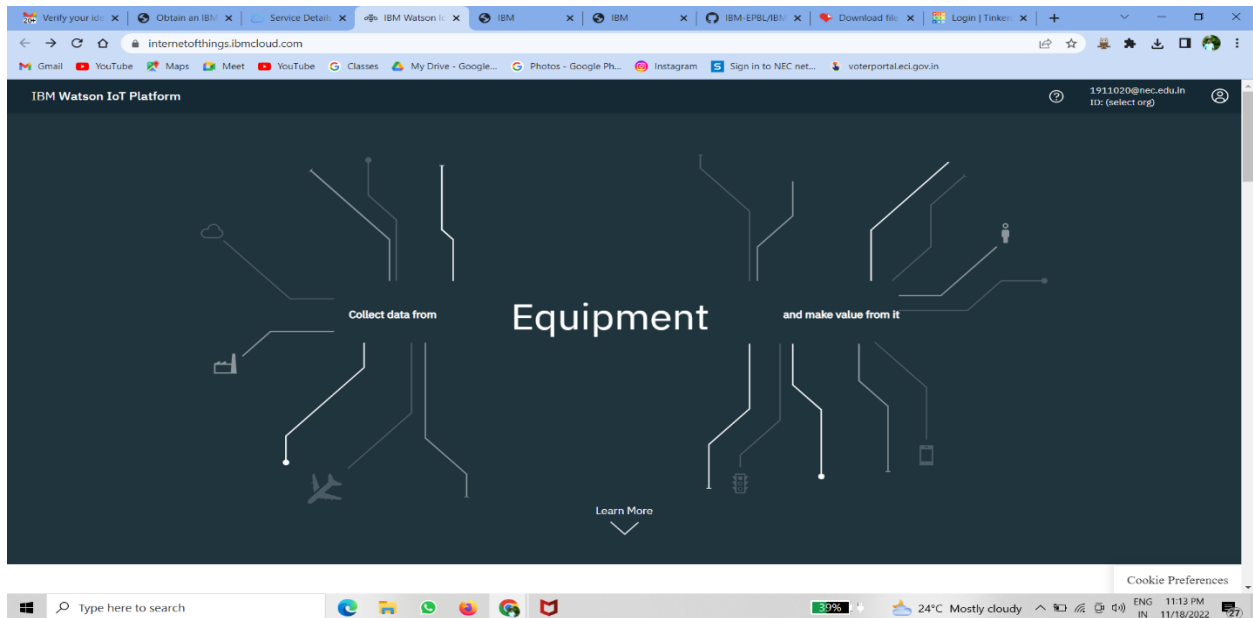 20+ Verify your ide
Obtain an IBM
Service Details
IBM Watson Io
IBM
IBM
IBM-EPBL/IBM
Download file
Login | Tinkerc
internetofthings.ibmcloud.com
Gmail YouTube Maps Meet YouTube Classes My Drive - Google... Photos - Google Ph... Instagram Sign in to NEC net... voterportal.eci.gov.in
IBM Watson IoT Platform
1911020@nec.edu.in
ID: (select org)
Collect data from Equipment and make value from it
Learn More
Cookie Preferences
Type here to search
39%
24°C Mostly cloudy
ENG 11:13 PM
IN 11/18/2022
27